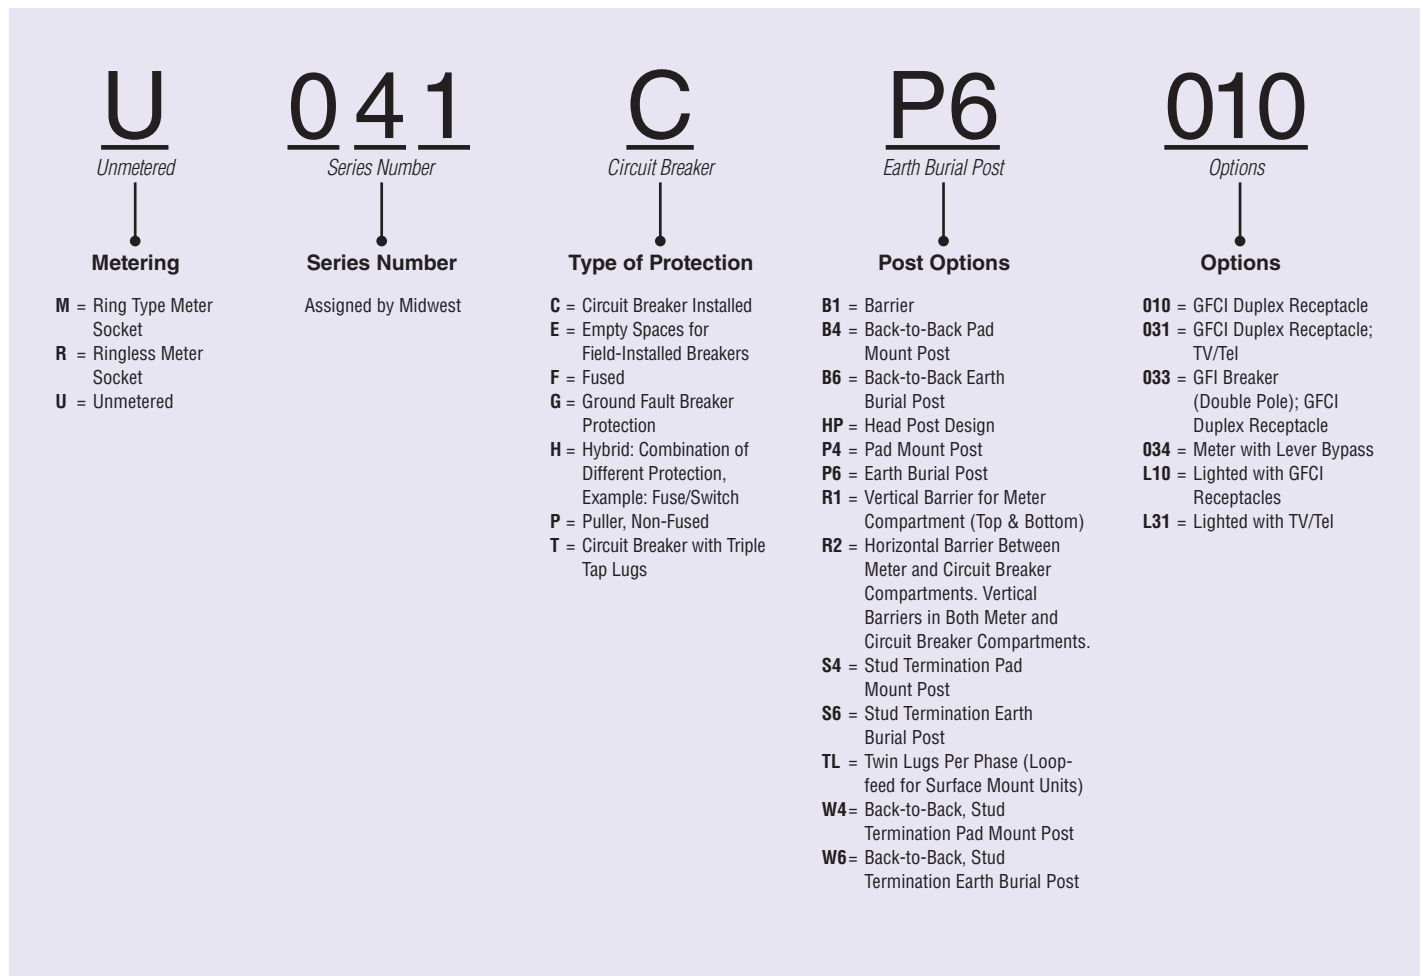 U 0 4 1 C P6 010
Unmetered Series Number Circuit Breaker Earth Burial Post Options
Metering
M = Ring Type Meter
Socket
R = Ringless Meter
Socket
U = Unmetered
Series Number
Assigned by Midwest
Type of Protection
C = Circuit Breaker Installed
E = Empty Spaces for
Field-Installed Breakers
F = Fused
G = Ground Fault Breaker
Protection
H = Hybrid: Combination of
Different Protection,
Example: Fuse/Switch
P = Puller, Non-Fused
T = Circuit Breaker with Triple
Tap Lugs
Post Options
B1 = Barrier
B4 = Back-to-Back Pad
Mount Post
B6 = Back-to-Back Earth
Burial Post
HP = Head Post Design
P4 = Pad Mount Post
P6 = Earth Burial Post
R1 = Vertical Barrier for Meter
Compartment (Top & Bottom)
R2 = Horizontal Barrier Between
Meter and Circuit Breaker
Compartments. Vertical
Barriers in Both Meter and
Circuit Breaker Compartments.
S4 = Stud Termination Pad
Mount Post
S6 = Stud Termination Earth
Burial Post
TL = Twin Lugs Per Phase (Loop-
feed for Surface Mount Units)
W4= Back-to-Back, Stud
Termination Pad Mount Post
W6= Back-to-Back, Stud
Termination Earth Burial Post
Options
010 = GFCI Duplex Receptacle
031 = GFCI Duplex Receptacle;
TV/Tel
033 = GFI Breaker
(Double Pole); GFCI
Duplex Receptacle
034 = Meter with Lever Bypass
L10 = Lighted with GFCI
Receptacles
L31 = Lighted with TV/Tel